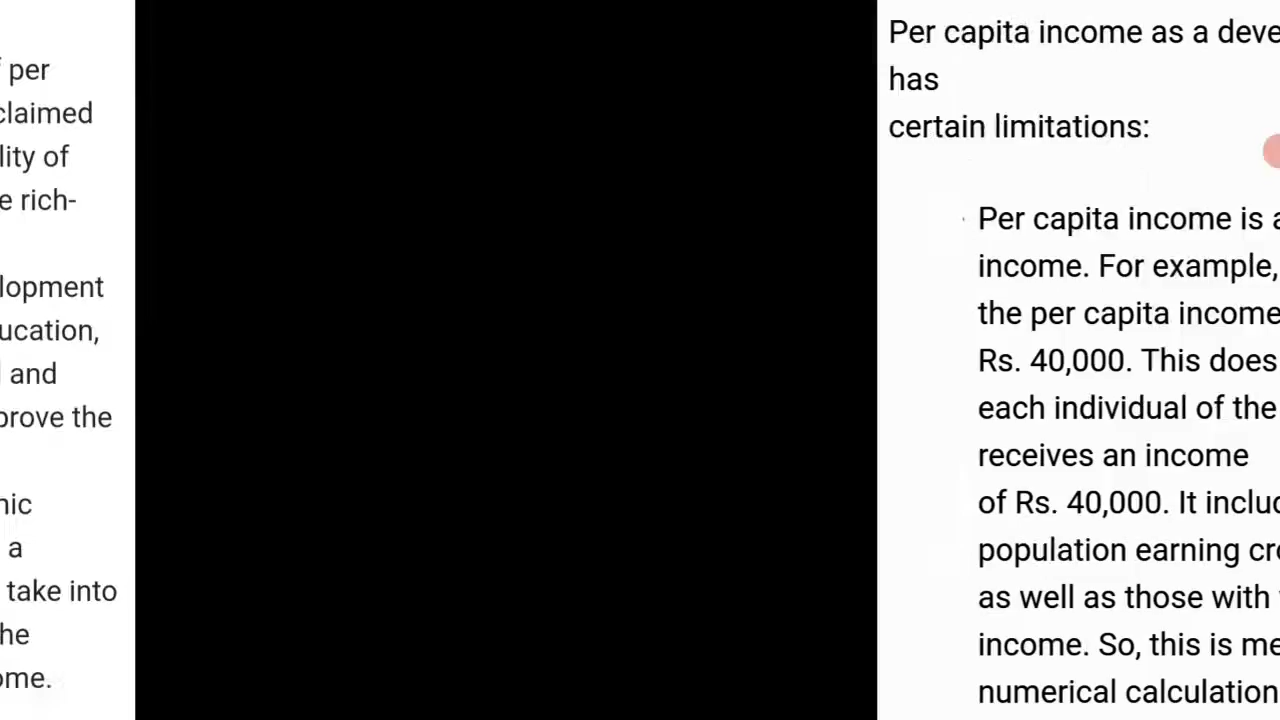 per
claimed
lity of
e rich-
lopment
ucation,
and
prove the
nic
a
take into
he
ome.
Per capita income as a deve
has
certain limitations:
Per capita income is a
income. For example,
the per capita income
Rs. 40,000. This does
each individual of the
receives an income
of Rs. 40,000. It includ
population earning cro
as well as those with
income. So, this is me
numerical calculation